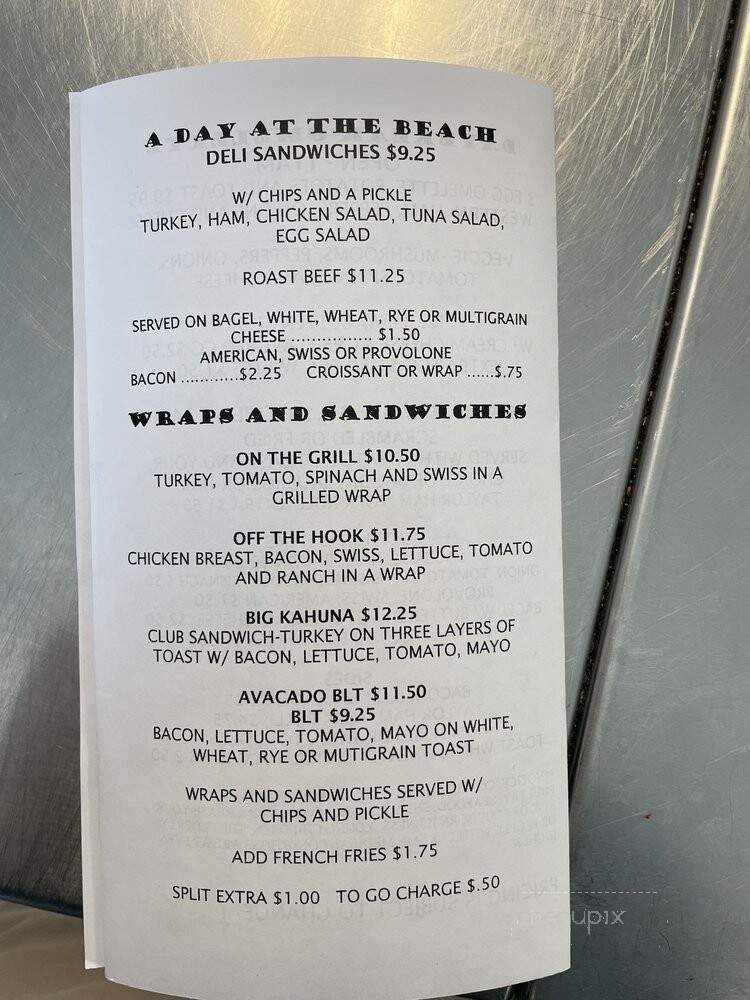 A DAY AT THE BEACH
DELI SANDWICHES $9.25
W/ CHIPS AND A PICKLE
TURKEY, HAM, CHICKEN SALAD, TUNA SALAD,
EGG SALAD
ROAST BEEF $11.25
SERVED ON BAGEL, WHITE, WHEAT, RYE OR MULTIGRAIN
CHEESE ................ $1.50
AMERICAN, SWISS OR PROVOLONE
BACON ...........$2.25 CROISSANT OR WRAP ......$.75
WRAPS AND SANDWICHES
ON THE GRILL $10.50
TURKEY, TOMATO, SPINACH AND SWISS IN A
GRILLED WRAP
OFF THE HOOK $11.75
CHICKEN BREAST, BACON, SWISS, LETTUCE, TOMATO
AND RANCH IN A WRAP
BIG KAHUNA $12.25
CLUB SANDWICH-TURKEY ON THREE LAYERS OF
TOAST W/ BACON, LETTUCE, TOMATO, MAYO
AVACADO BLT $11.50
BLT $9.25
BACON, LETTUCE, TOMATO, MAYO ON WHITE,
WHEAT, RYE OR MUTIGRAIN TOAST
WRAPS AND SANDWICHES SERVED W/
CHIPS AND PICKLE
ADD FRENCH FRIES $1.75
SPLIT EXTRA $1.00 TO GO CHARGE $.50